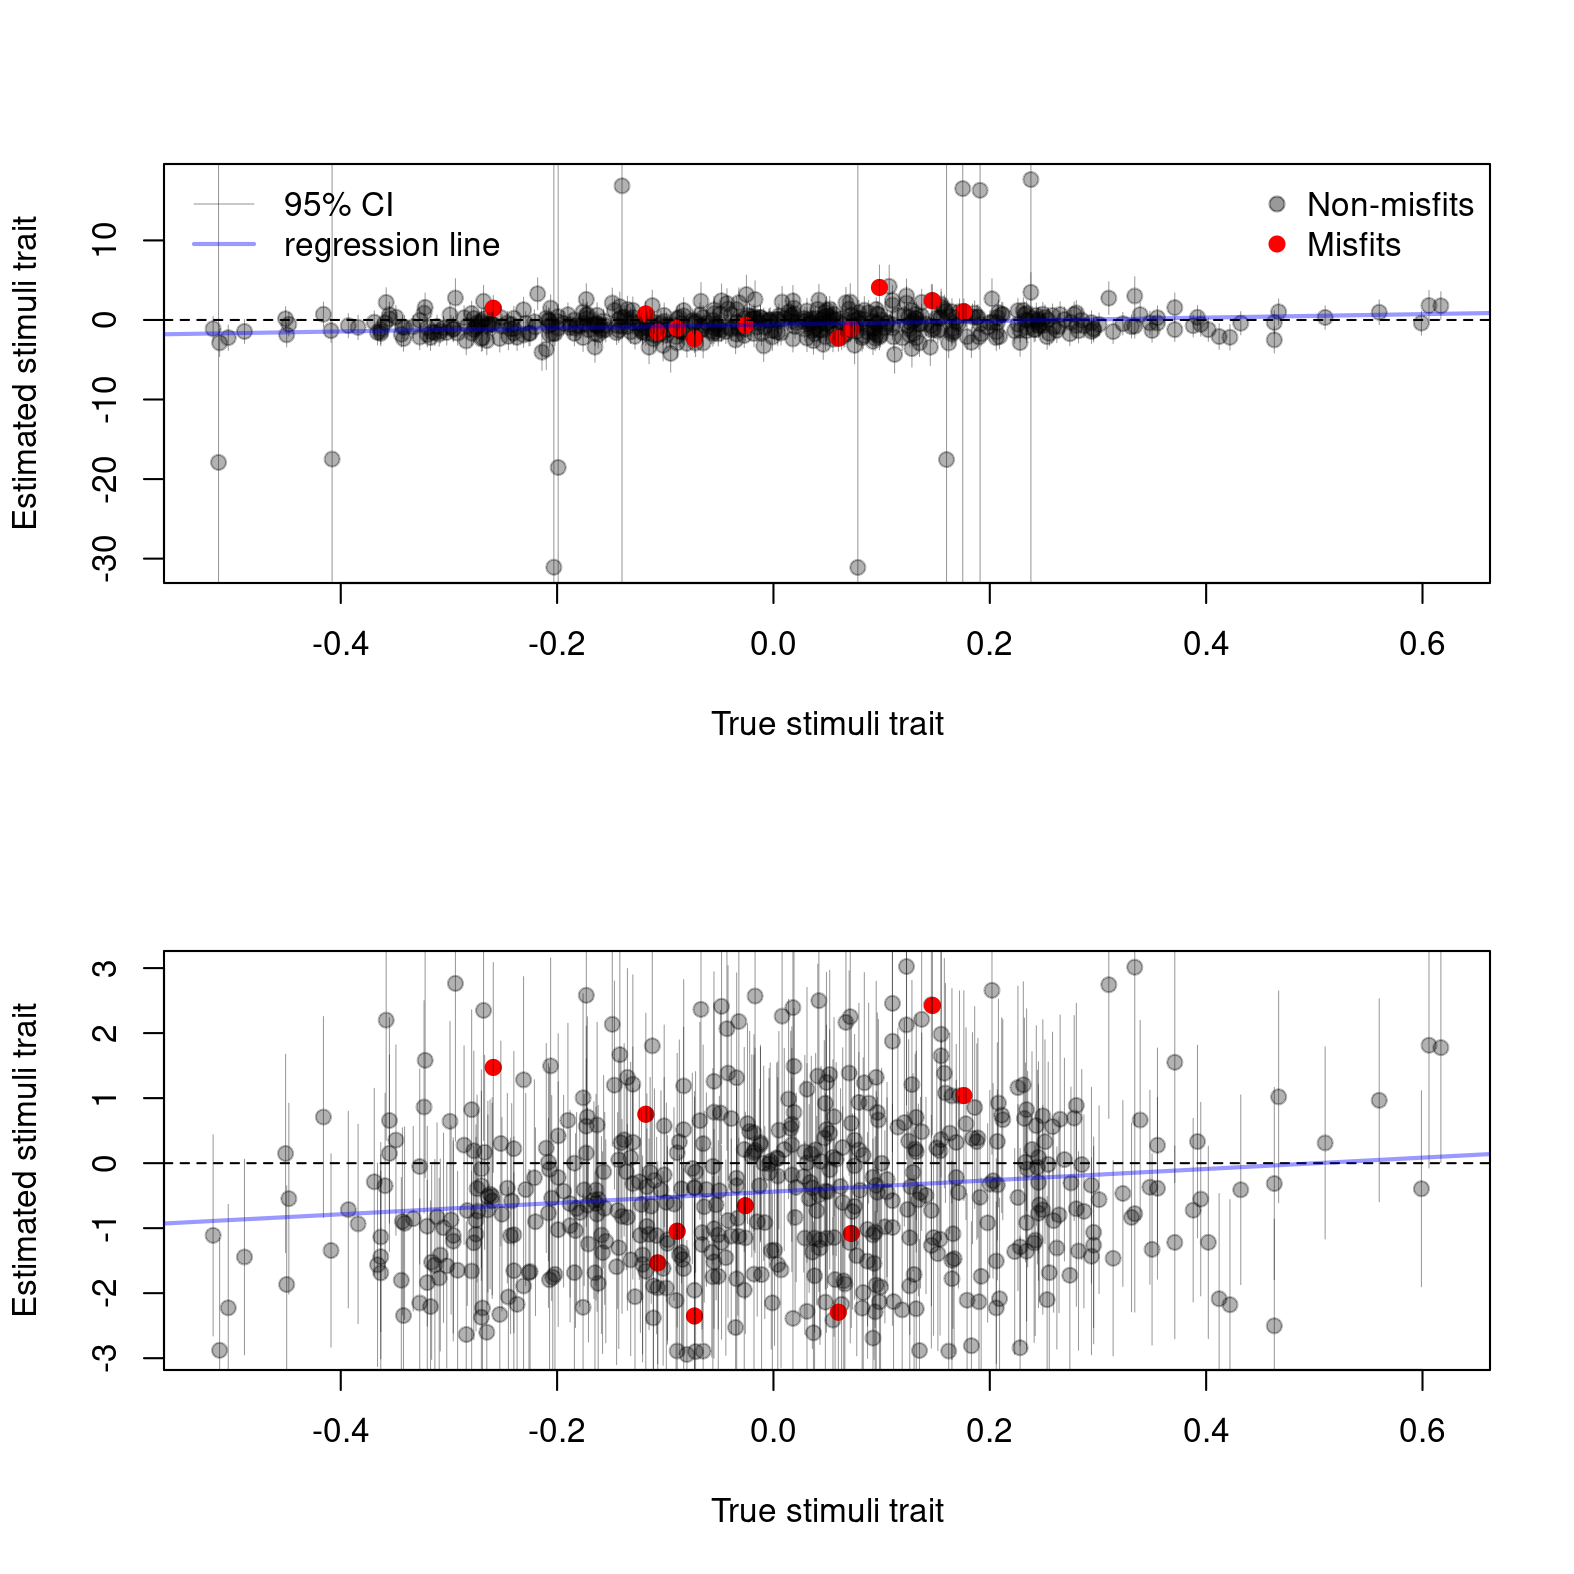 95% CI
regression line
Non-misfits
Misfits
Estimated stimuli trait
10
0
-10
-20
-30
-0.4 -0.2 0.0 0.2 0.4 0.6
True stimuli trait
Estimated stimuli trait
3
2
1
0
-1
-2
-3
-0.4 -0.2 0.0 0.2 0.4 0.6
True stimuli trait